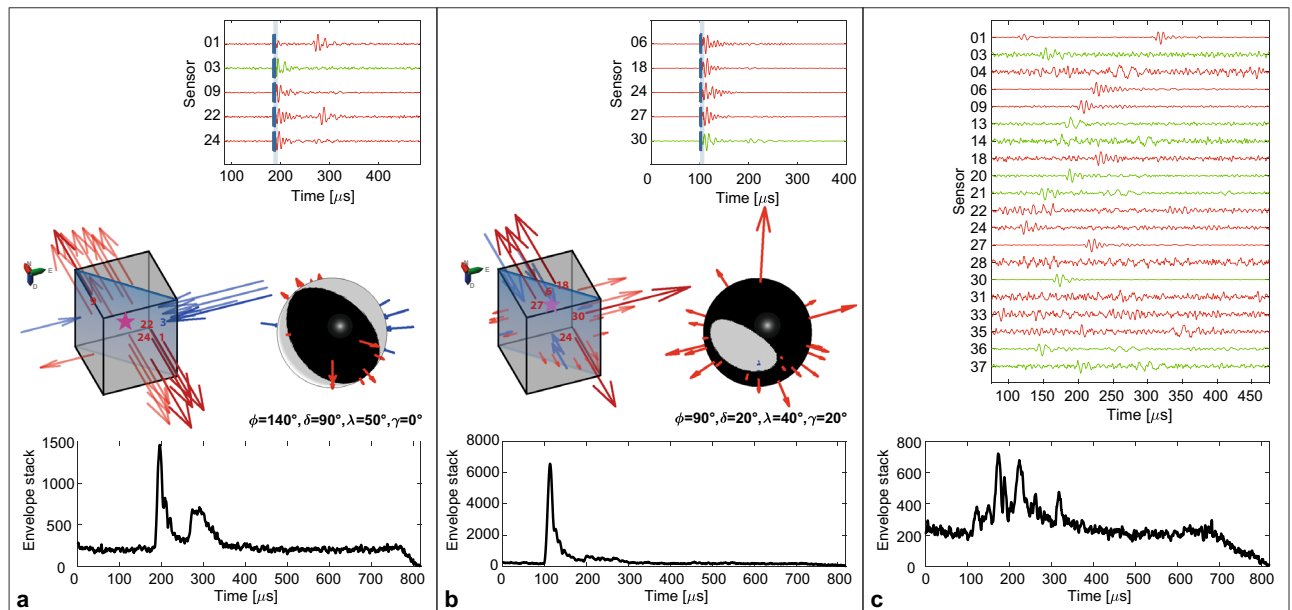 01
03
09
22
24
Sensor
100
200
300
400
Time [μs]
N
E
D
9
22
3
24
1
ϕ=140°, δ=90°, λ=50°, γ=0°
1500
1000
500
0
Envelope stack
0 100 200 300 400 500 600 700 800
Time [μs]
a
06
18
24
27
30
Sensor
0 100 200 300 400
Time [μs]
E
D
18
6
27
30
24
ϕ=90°, δ=20°, λ=40°, γ=20°
8000
6000
4000
2000
0
Envelope stack
0 100 200 300 400 500 600 700 800
Time [μs]
b
01
03
04
06
09
13
14
18
20
21
22
24
27
28
30
31
33
35
36
37
Sensor
100 150 200 250 300 350 400 450
Time [μs]
800
600
400
200
0
Envelope stack
0 100 200 300 400 500 600 700 800
Time [μs]
c